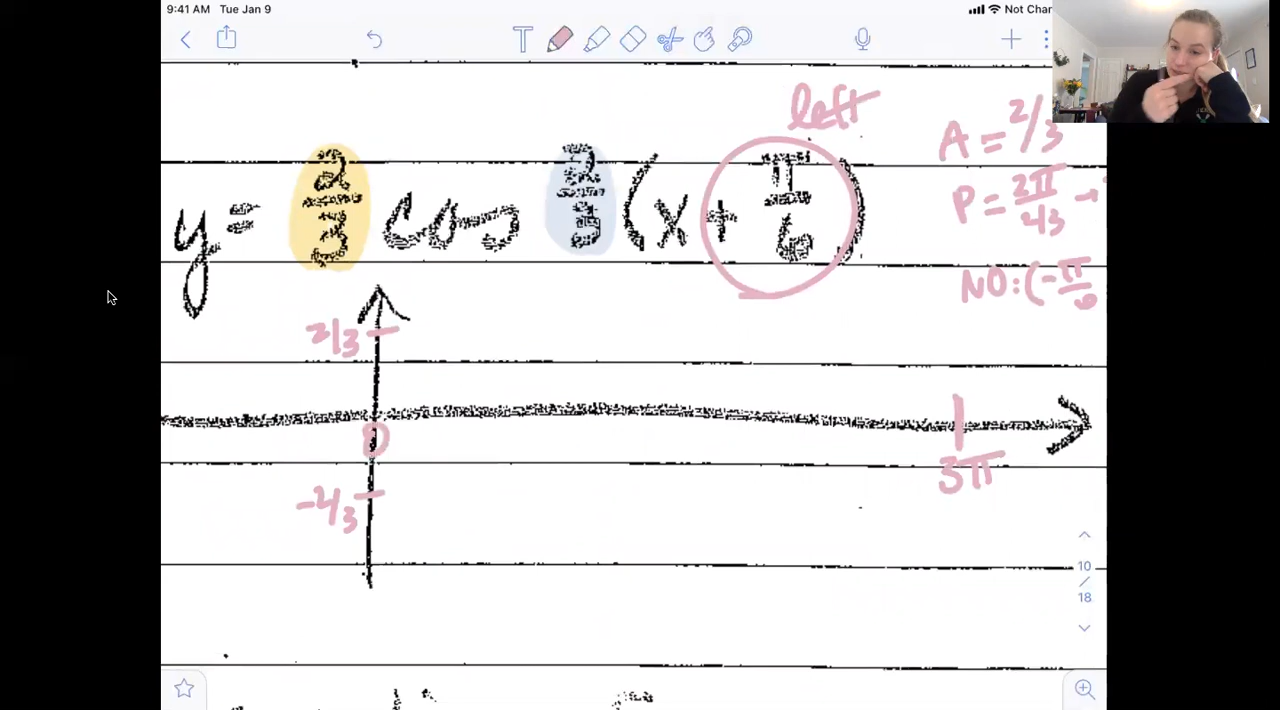 9:41 AM Tue Jan 9
Not Char
T
left
y = 2/3 cos 2/3 (x + π/6)
A = 2/3
P = 2π/2/3 →
NO: (-π/6
2/3
0
3π
-2/3
10
/
18